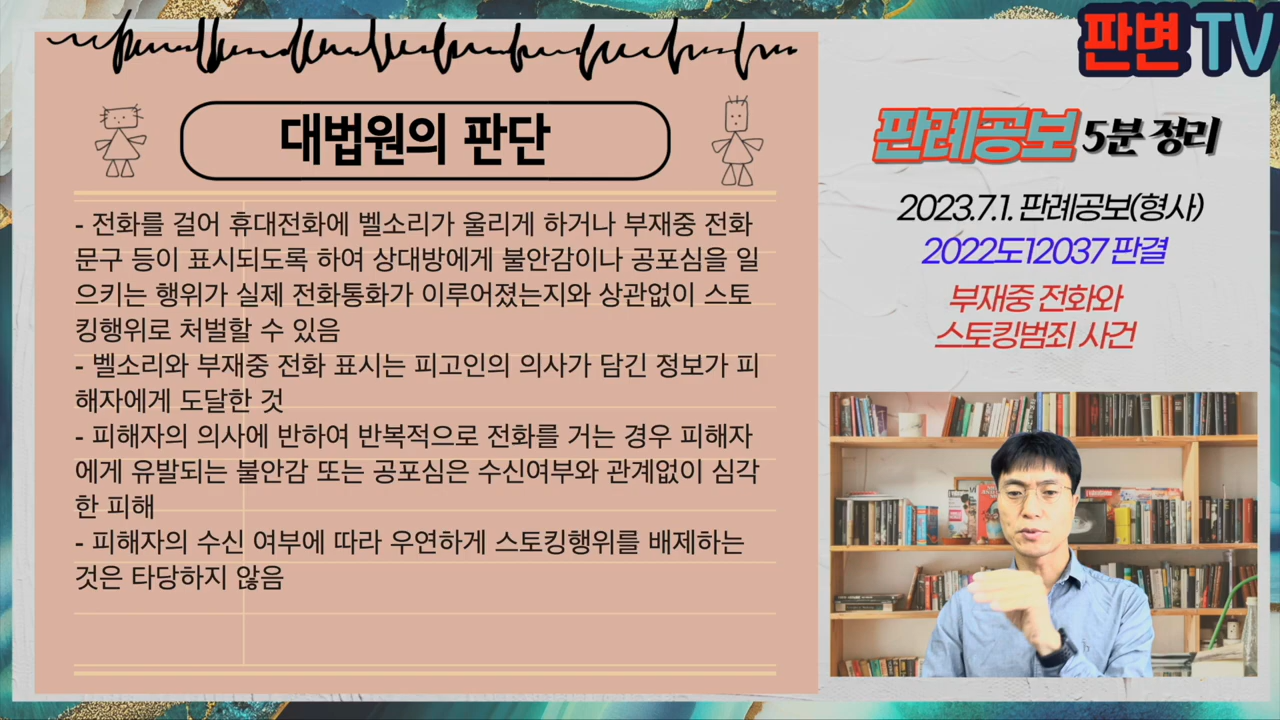 판변 TV
대법원의 판단
- 전화를 걸어 휴대전화에 벨소리가 울리게 하거나 부재중 전화
문구 등이 표시되도록 하여 상대방에게 불안감이나 공포심을 일
으키는 행위가 실제 전화통화가 이루어졌는지와 상관없이 스토
킹행위로 처벌할 수 있음
- 벨소리와 부재중 전화 표시는 피고인의 의사가 담긴 정보가 피
해자에게 도달한 것
- 피해자의 의사에 반하여 반복적으로 전화를 거는 경우 피해자
에게 유발되는 불안감 또는 공포심은 수신여부와 관계없이 심각
한 피해
- 피해자의 수신 여부에 따라 우연하게 스토킹행위를 배제하는
것은 타당하지 않음
판례공보 5분 정리
2023.7.1. 판례공보(형사)
2022도12037 판결
부재중 전화와
스토킹범죄 사건